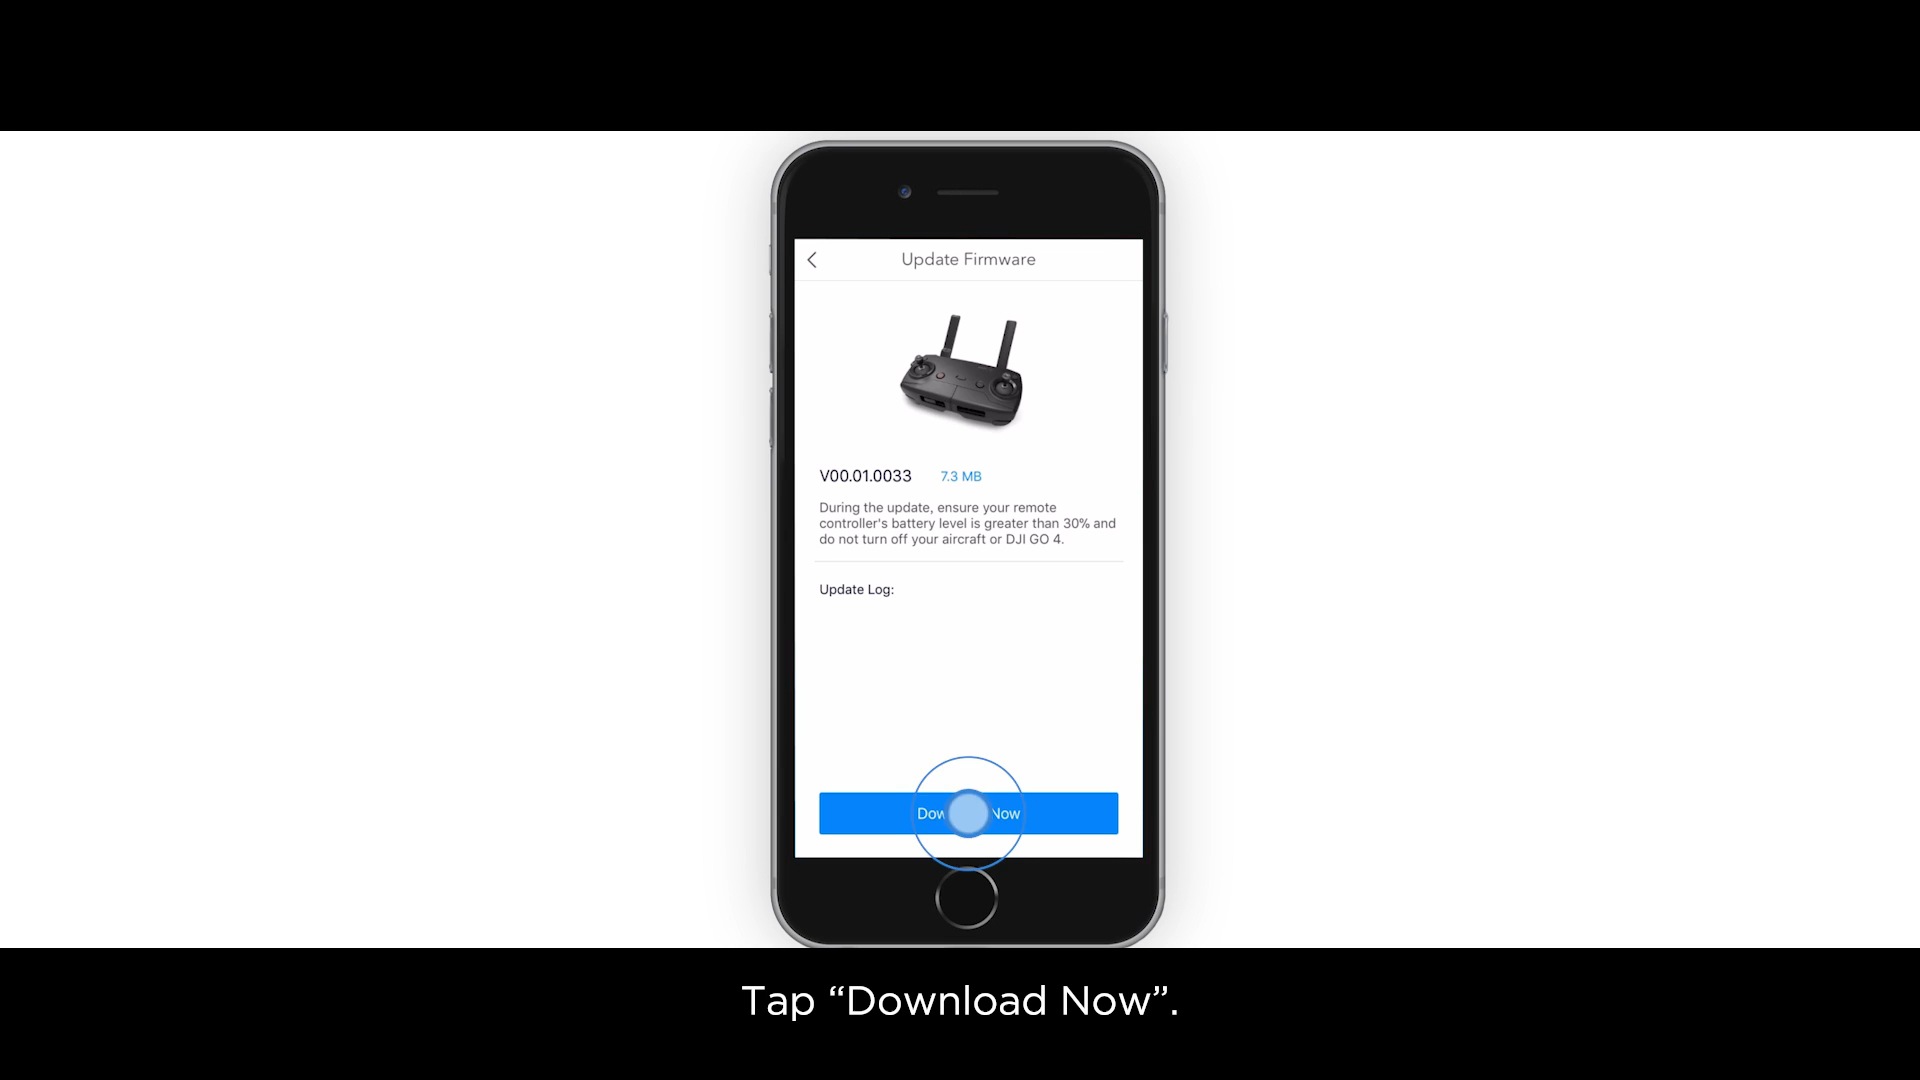 Update Firmware
V00.01.0033 7.3 MB
During the update, ensure your remote
controller's battery level is greater than 30% and
do not turn off your aircraft or DJI GO 4.
Update Log:
Dow Now
Tap “Download Now”.